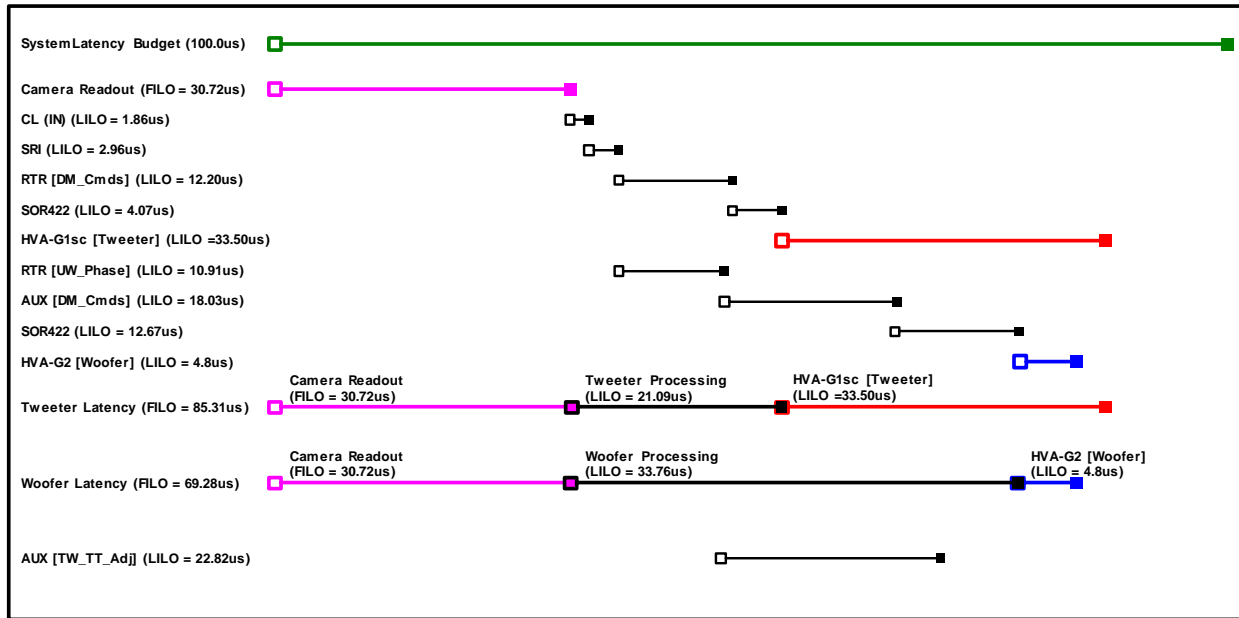 SystemLatency Budget (100.0us)
Camera Readout (FILO = 30.72us)
CL (IN) (LILO = 1.86us)
SRI (LILO = 2.96us)
RTR [DM_Cmds] (LILO = 12.20us)
SOR422 (LILO = 4.07us)
HVA-G1sc [Tweeter] (LILO =33.50us)
RTR [UW_Phase] (LILO = 10.91us)
AUX [DM_Cmds] (LILO = 18.03us)
SOR422 (LILO = 12.67us)
HVA-G2 [Woofer] (LILO = 4.8us)
Tweeter Latency (FILO = 85.31us)
Camera Readout
(FILO = 30.72us)
Tweeter Processing
(LILO = 21.09us)
HVA-G1sc [Tweeter]
(LILO =33.50us)
Woofer Latency (FILO = 69.28us)
Camera Readout
(FILO = 30.72us)
Woofer Processing
(LILO = 33.76us)
HVA-G2 [Woofer]
(LILO = 4.8us)
AUX [TW_TT_Adj] (LILO = 22.82us)